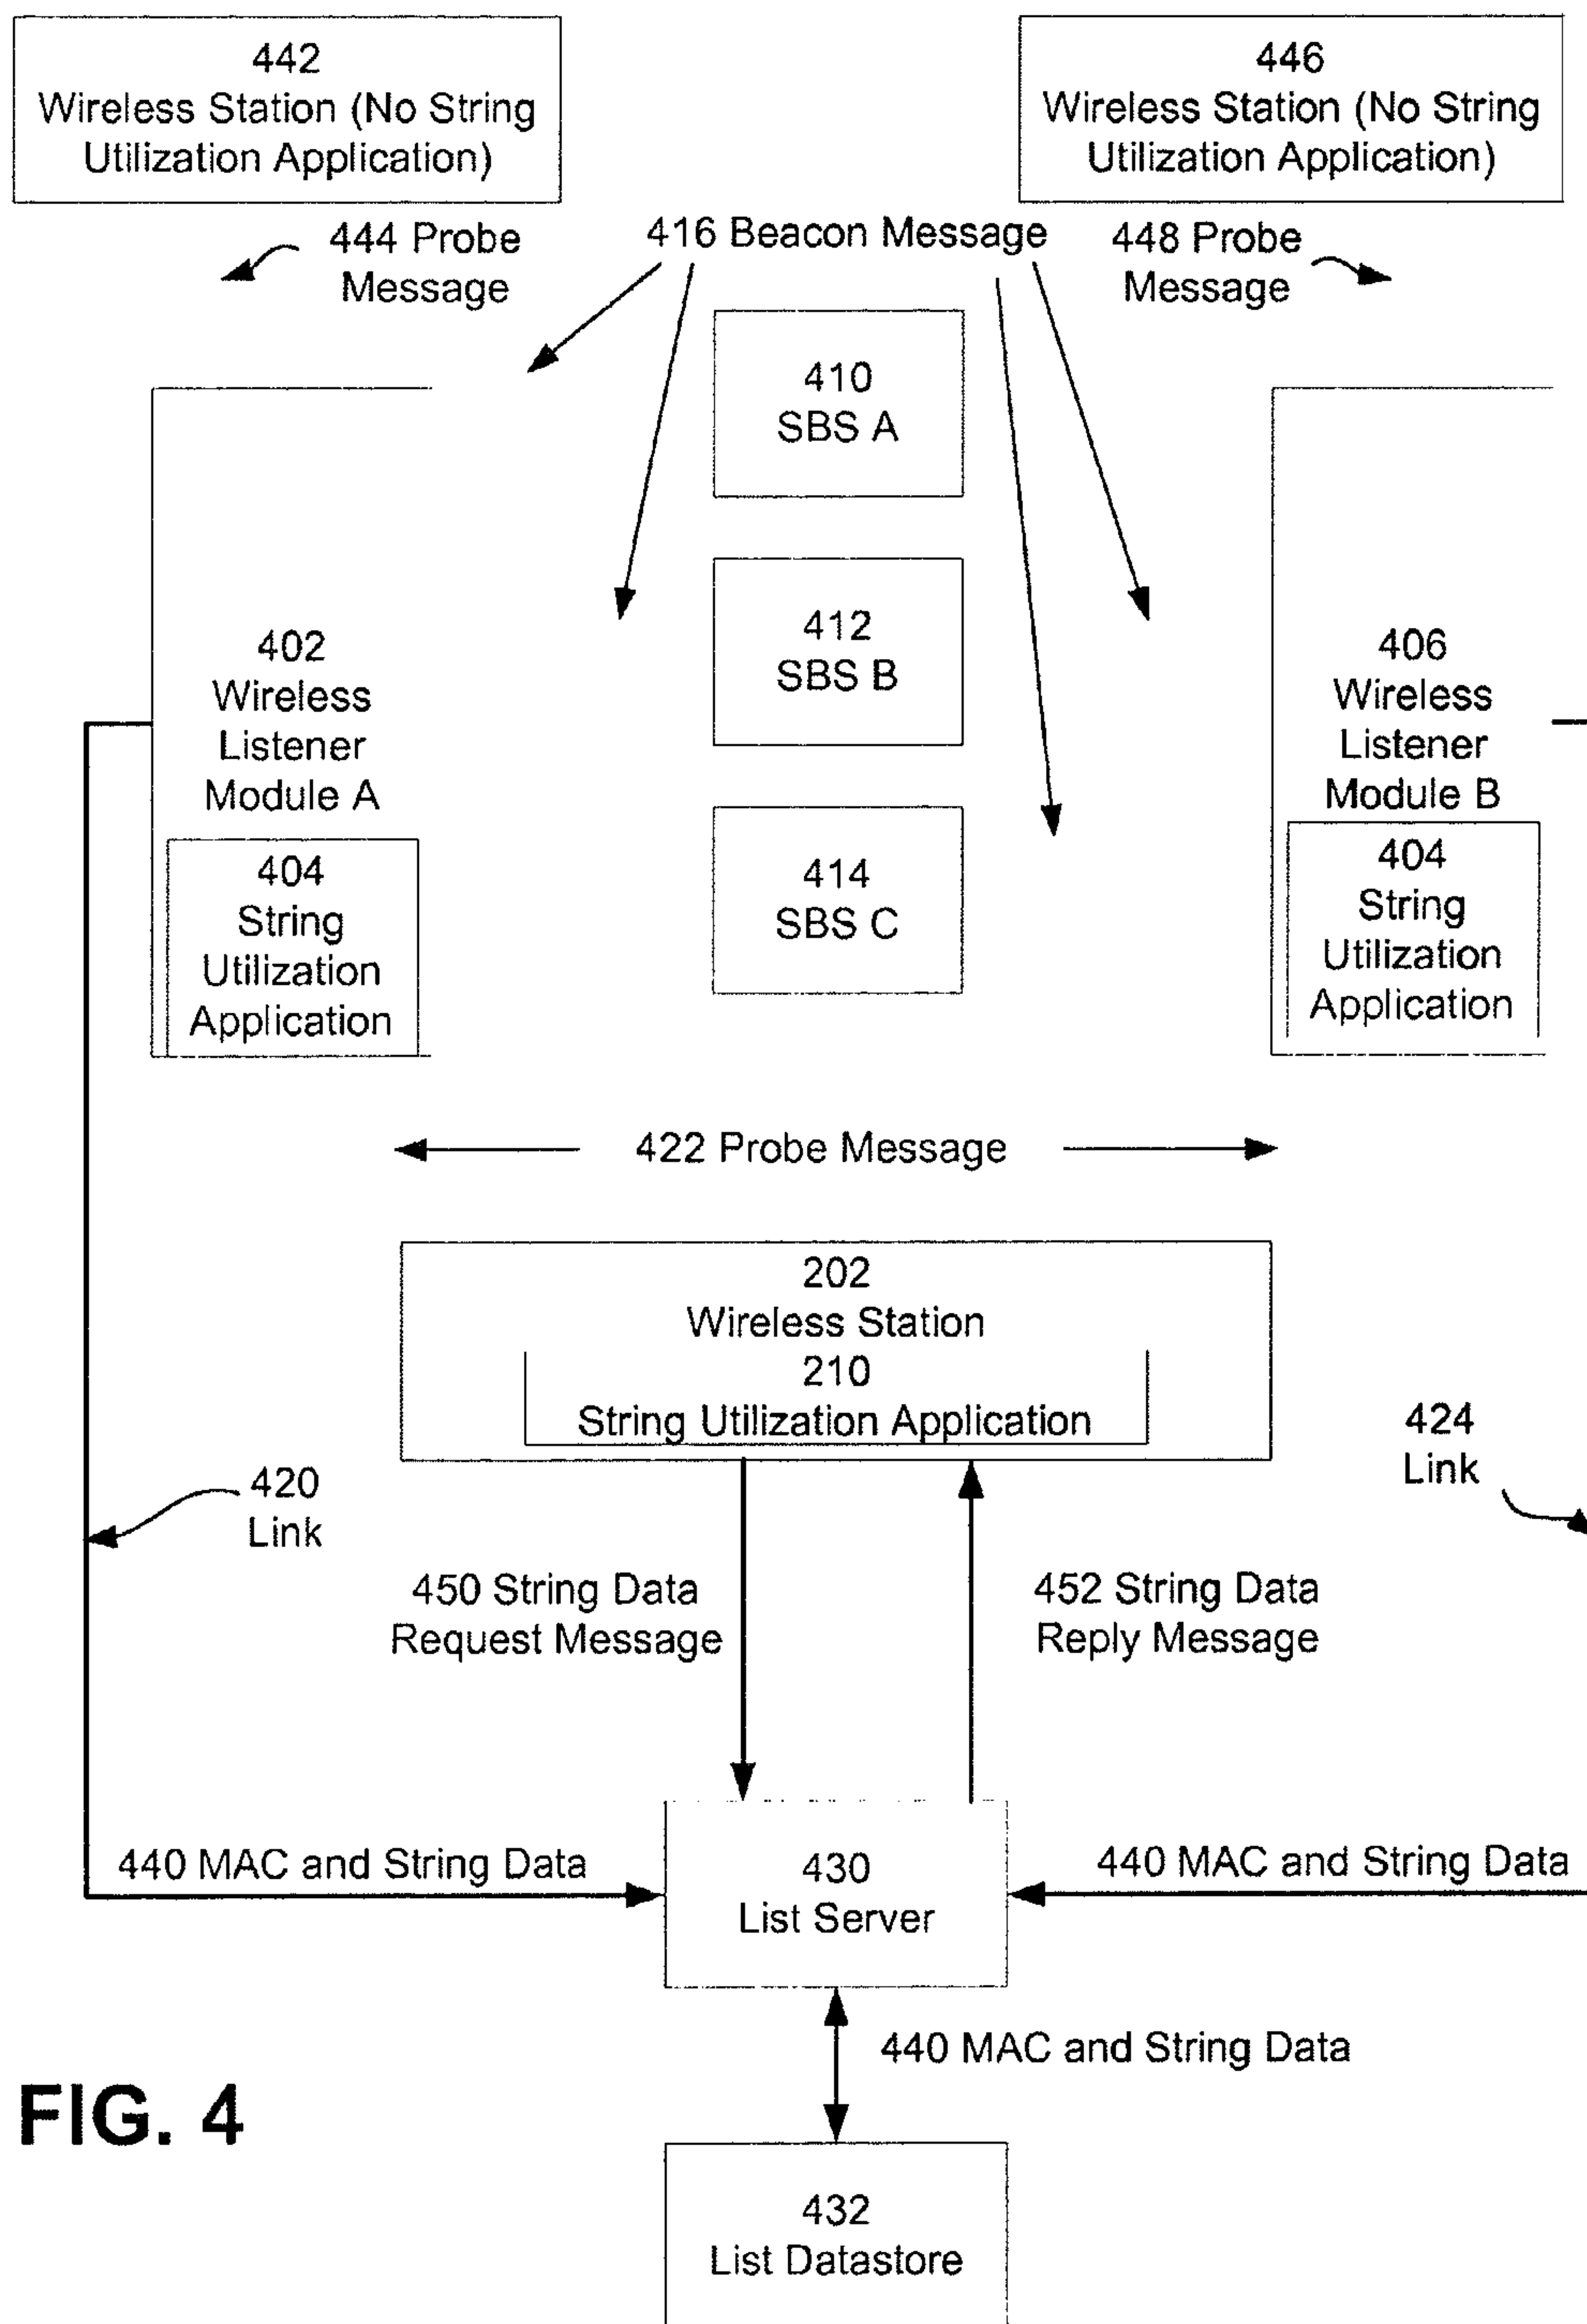 442
Wireless Station (No String
Utilization Application)
446
Wireless Station (No String
Utilization Application)
444 Probe
Message
416 Beacon Message
448 Probe
Message
410
SBS A
412
SBS B
414
SBS C
402
Wireless
Listener
Module A
404
String
Utilization
Application
406
Wireless
Listener
Module B
404
String
Utilization
Application
422 Probe Message
202
Wireless Station
210
String Utilization Application
420
Link
424
Link
450 String Data
Request Message
452 String Data
Reply Message
440 MAC and String Data
430
List Server
440 MAC and String Data
440 MAC and String Data
FIG. 4
432
List Datastore